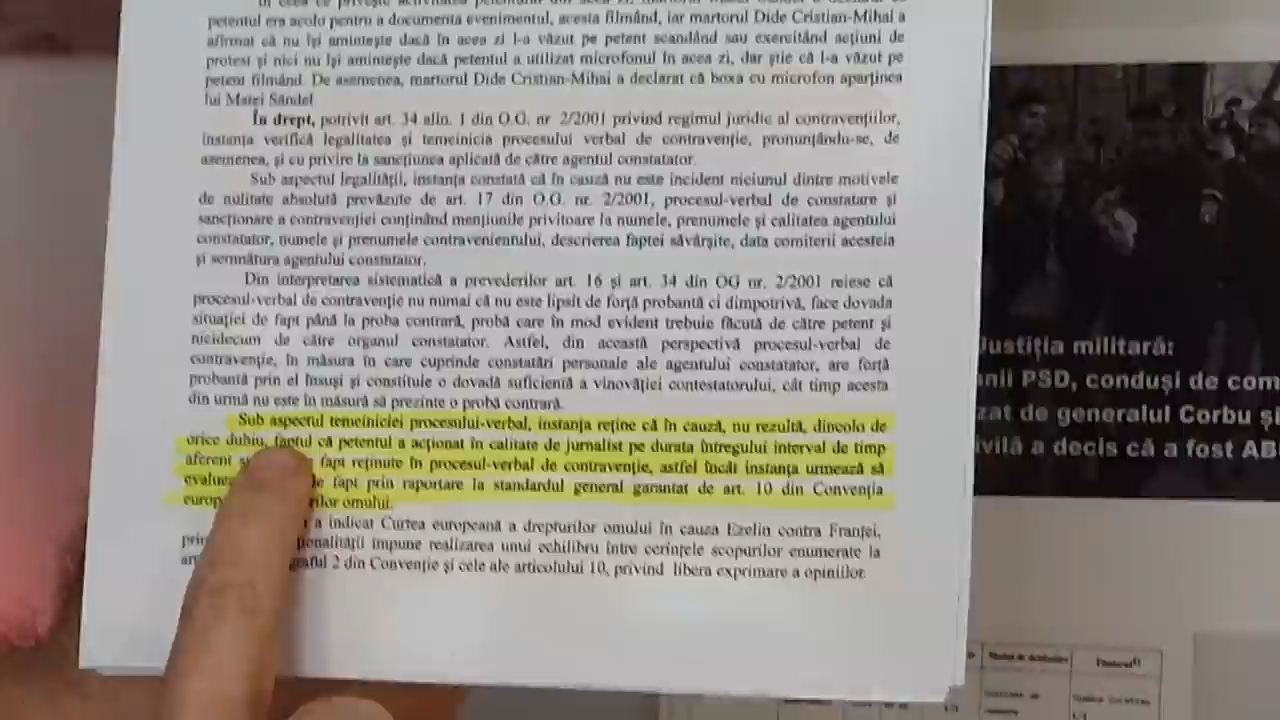 petentul era acolo pentru a documenta evenimentul, acesta filmând, iar martorul Dide Cristian-Mihai a
afirmat că nu își amintește dacă în acea zi l-a văzut pe petent scandând sau exercitând acțiuni de
protest și nici nu își amintește dacă petentul a utilizat microfonul în acea zi, dar știe că l-a văzut pe
petent filmând. De asemenea, martorul Dide Cristian-Mihai a declarat că boxa cu microfon aparținea
lui Matei Săndel
În drept, potrivit art. 34 alin. 1 din O.G. nr 2/2001 privind regimul juridic al contravențiilor,
instanța verifică legalitatea și temeinicia procesului verbal de contravenție, pronunțându-se, de
asemenea, și cu privire la sancțiunea aplicată de către agentul constatator.
Sub aspectul legalității, instanța constată că în cauză nu este incident niciunul dintre motivele
de nulitate absolută prevăzute de art. 17 din O.G. nr. 2/2001, procesul-verbal de constatare și
sancționare a contravenției conținând mențiunile privitoare la numele, prenumele și calitatea agentului
constatator, numele și prenumele contravenientului, descrierea faptei săvârșite, data comiterii acesteia
și semnătura agentului constatator.
Din interpretarea sistematică a prevederilor art. 16 și art. 34 din OG nr. 2/2001 reiese că
procesul-verbal de contravenție nu numai că nu este lipsit de forță probantă ci dimpotrivă, face dovada
situației de fapt până la proba contrară, probă care în mod evident trebuie făcută de către petent și
nicidecum de către organul constatator. Astfel, din această perspectivă procesul-verbal de
contravenție, în măsura în care cuprinde constatări personale ale agentului constatator, are forță
probantă prin el însuși și constituie o dovadă suficientă a vinovăției contestatorului, cât timp acesta
din urmă nu este în măsură să prezinte o probă contrară.
Sub aspectul temeiniciei procesului-verbal, instanța reține că în cauză, nu rezultă, dincolo de
orice dubiu, faptul că petentul a acționat în calitate de jurnalist pe durata întregului interval de timp
aferent fapt reținute în procesul-verbal de contravenție, astfel încât instanța urmează să
evalue fapt prin raportare la standardul general garantat de art. 10 din Convenția
europ rilor omului.
a indicat Curtea europeană a drepturilor omului în cauza Ezelin contra Franței,
prin onalității impune realizarea unui echilibru între cerințele scopurilor enumerate la
ar 2 din Convenție și cele ale articolului 10, privind libera exprimare a opiniilor
Justiția militară:
nii PSD, conduși de com
zat de generalul Corbu și
ivilă a decis că a fost AB